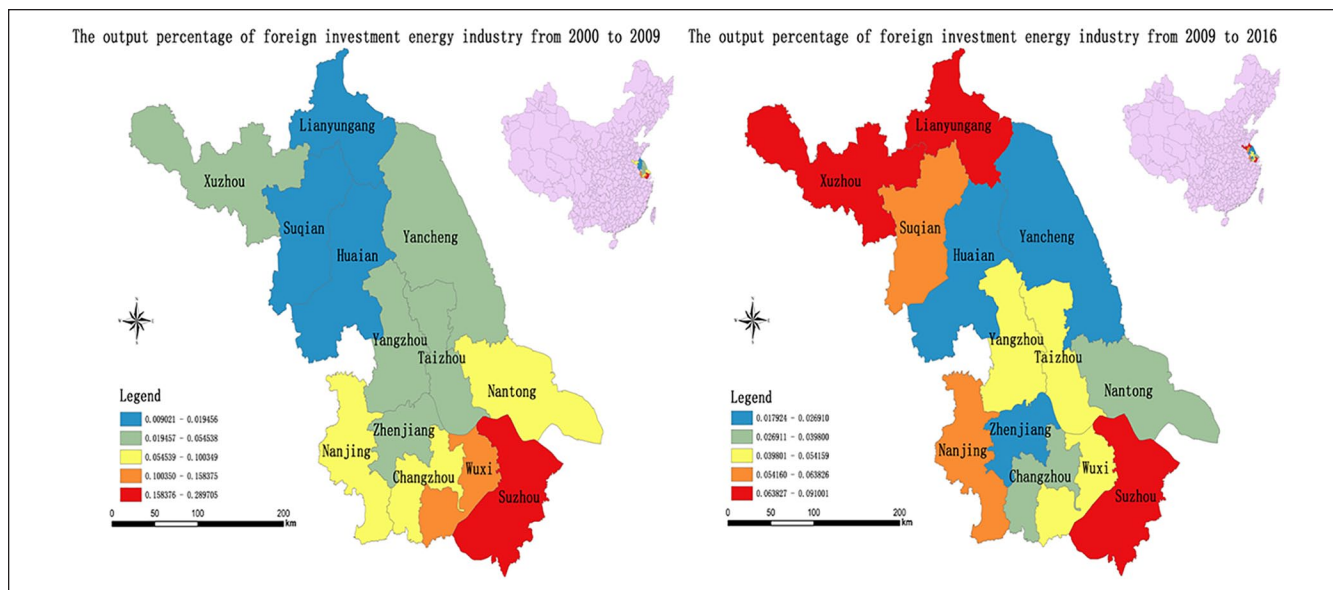 The output percentage of foreign investment energy industry from 2000 to 2009
Lianyungang
Xuzhou
Suqian
Huaian
Yancheng
Yangzhou
Taizhou
Nantong
Zhenjiang
Nanjing
Changzhou
Wuxi
Suzhou
Legend
0.009021 - 0.019456
0.019457 - 0.054538
0.054539 - 0.100349
0.100350 - 0.158375
0.158376 - 0.289705
0 50 100 200
km
The output percentage of foreign investment energy industry from 2009 to 2016
Lianyungang
Xuzhou
Suqian
Huaian
Yancheng
Yangzhou
Taizhou
Nantong
Zhenjiang
Nanjing
Changzhou
Wuxi
Suzhou
Legend
0.017924 - 0.026910
0.026911 - 0.039800
0.039801 - 0.054159
0.054160 - 0.063826
0.063827 - 0.091001
0 50 100 200
km